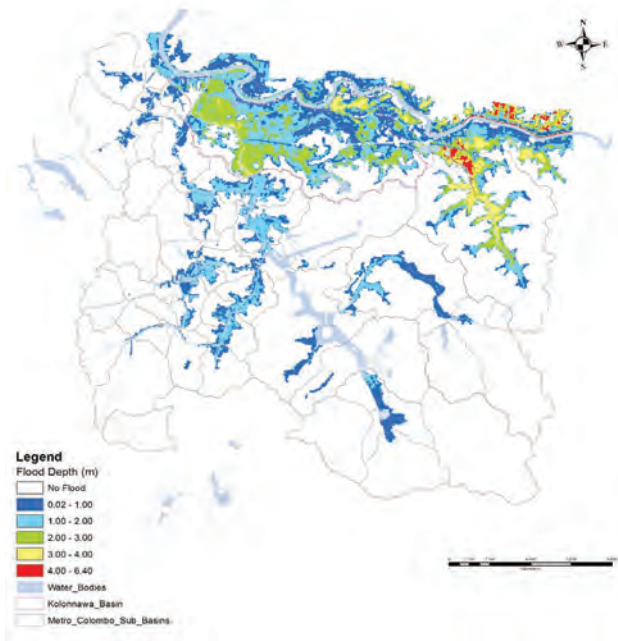 N
W E
S
Legend
Flood Depth (m)
No Flood
0.02 - 1.00
1.00 - 2.00
2.00 - 3.00
3.00 - 4.00
4.00 - 6.40
Water_Bodies
Kolonnawa_Basin
Metro_Colombo_Sub_Basins